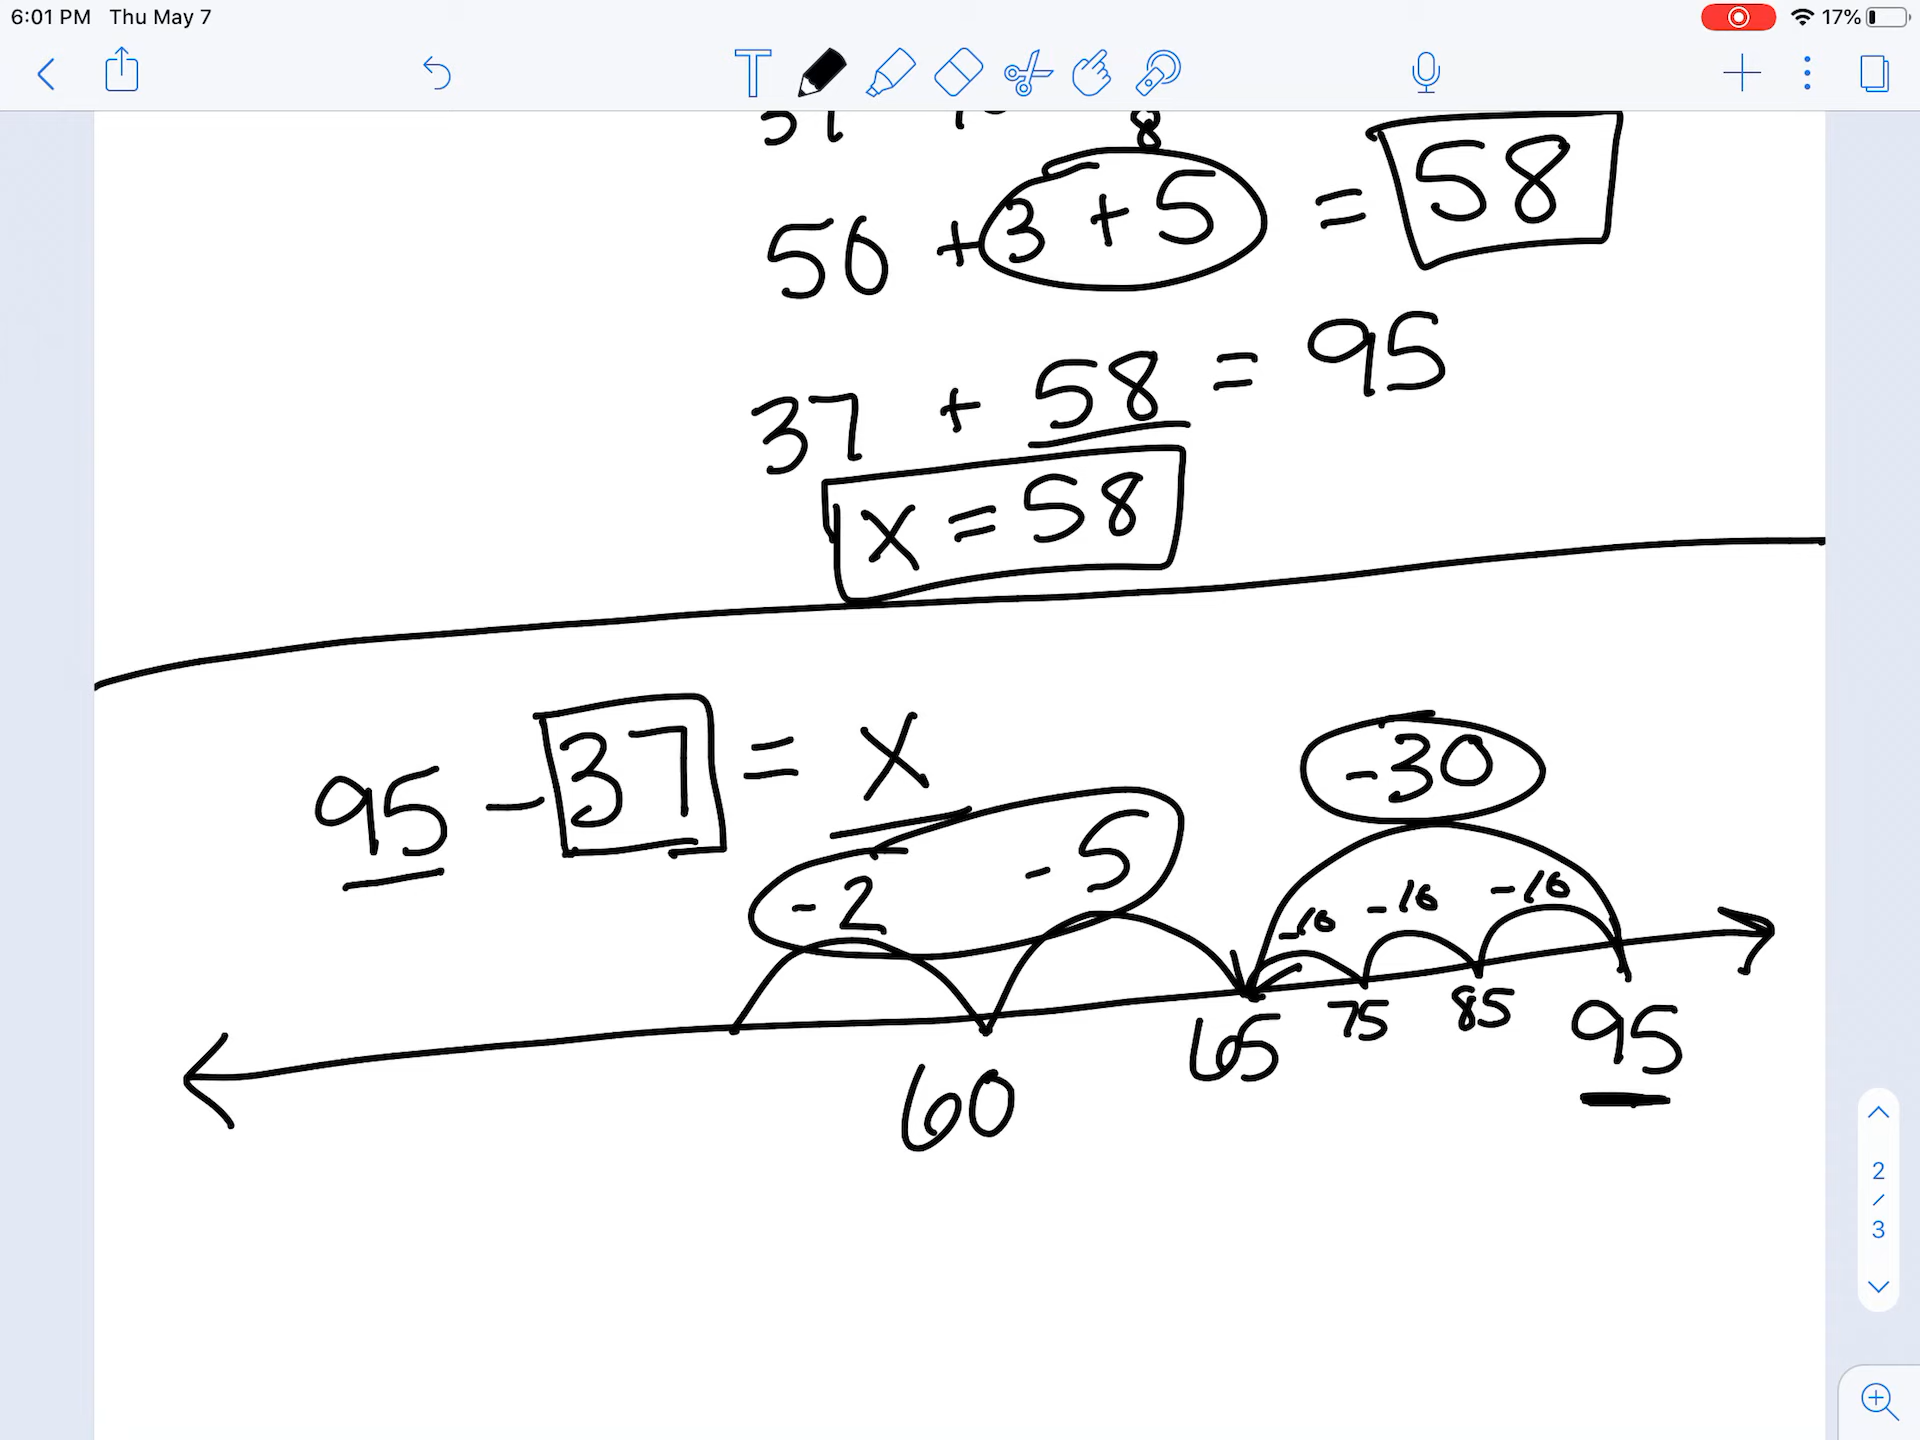 6:01 PM Thu May 7 17%
T
8
50 + 3 + 5 = 58
37 + 58 = 95
x = 58
95 - 37 = x
-30
-2 -5
-10 -10 -10
60 65 75 85 95
2
/
3